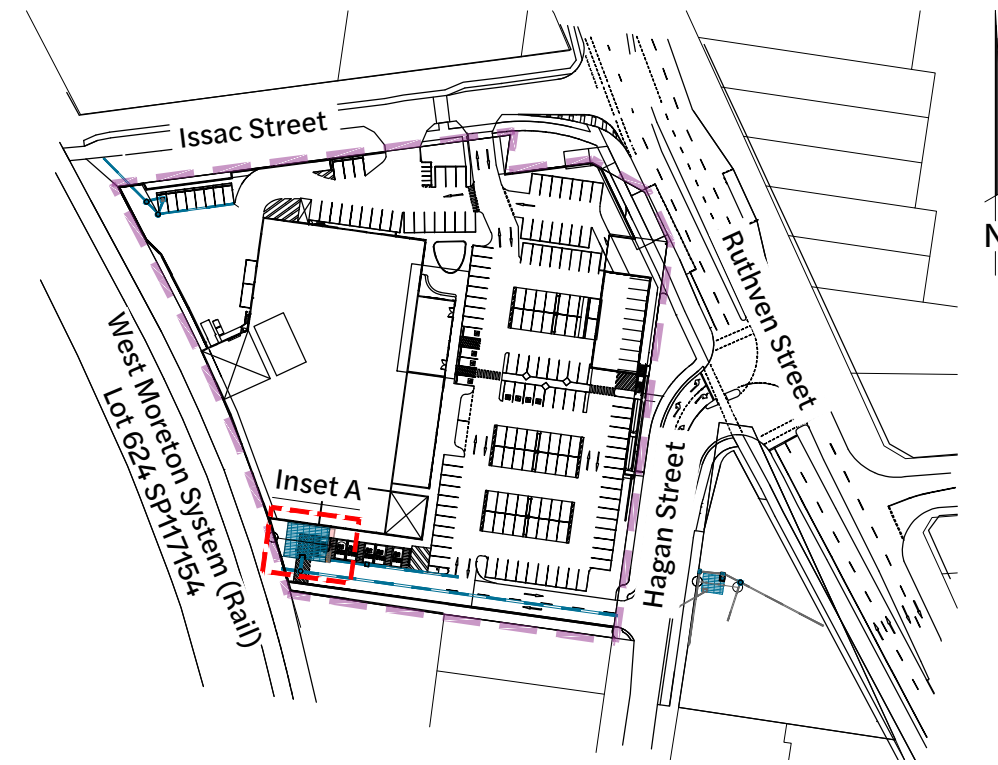 Issac Street
Ruthven Street
West Moreton System (Rail)
Lot 624 SP117154
Inset A
Hagan Street
N